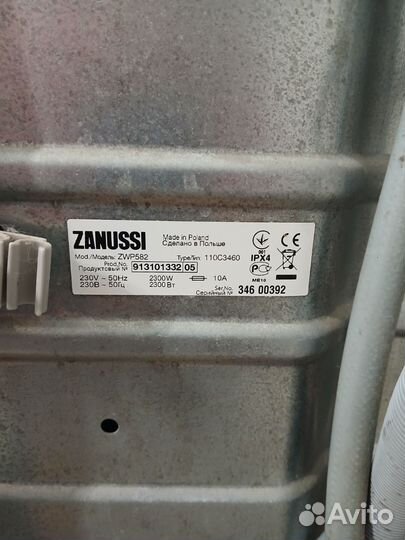 ZANUSSI
Made in Poland
Сделано в Польше
Mod./Модель: ZWP582 Type/Тип: 110C3460
Prod.No.
Продуктовый № 913101332 05
230V ~ 50Hz 2300W 10A
230В ~ 50Гц 2300 Вт
Ser.No.
Серийный № 346 00392
IPX4
PC
Avito